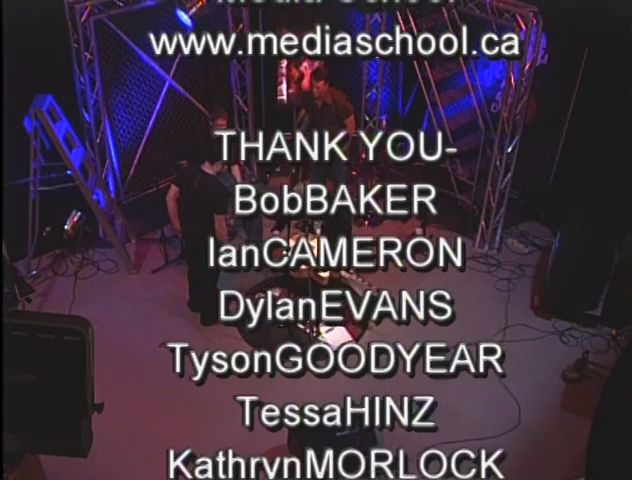 www.mediaschool.ca
THANK YOU-
BobBAKER
IanCAMERON
DylanEVANS
TysonGOODYEAR
TessaHINZ
KathrynMORLOCK